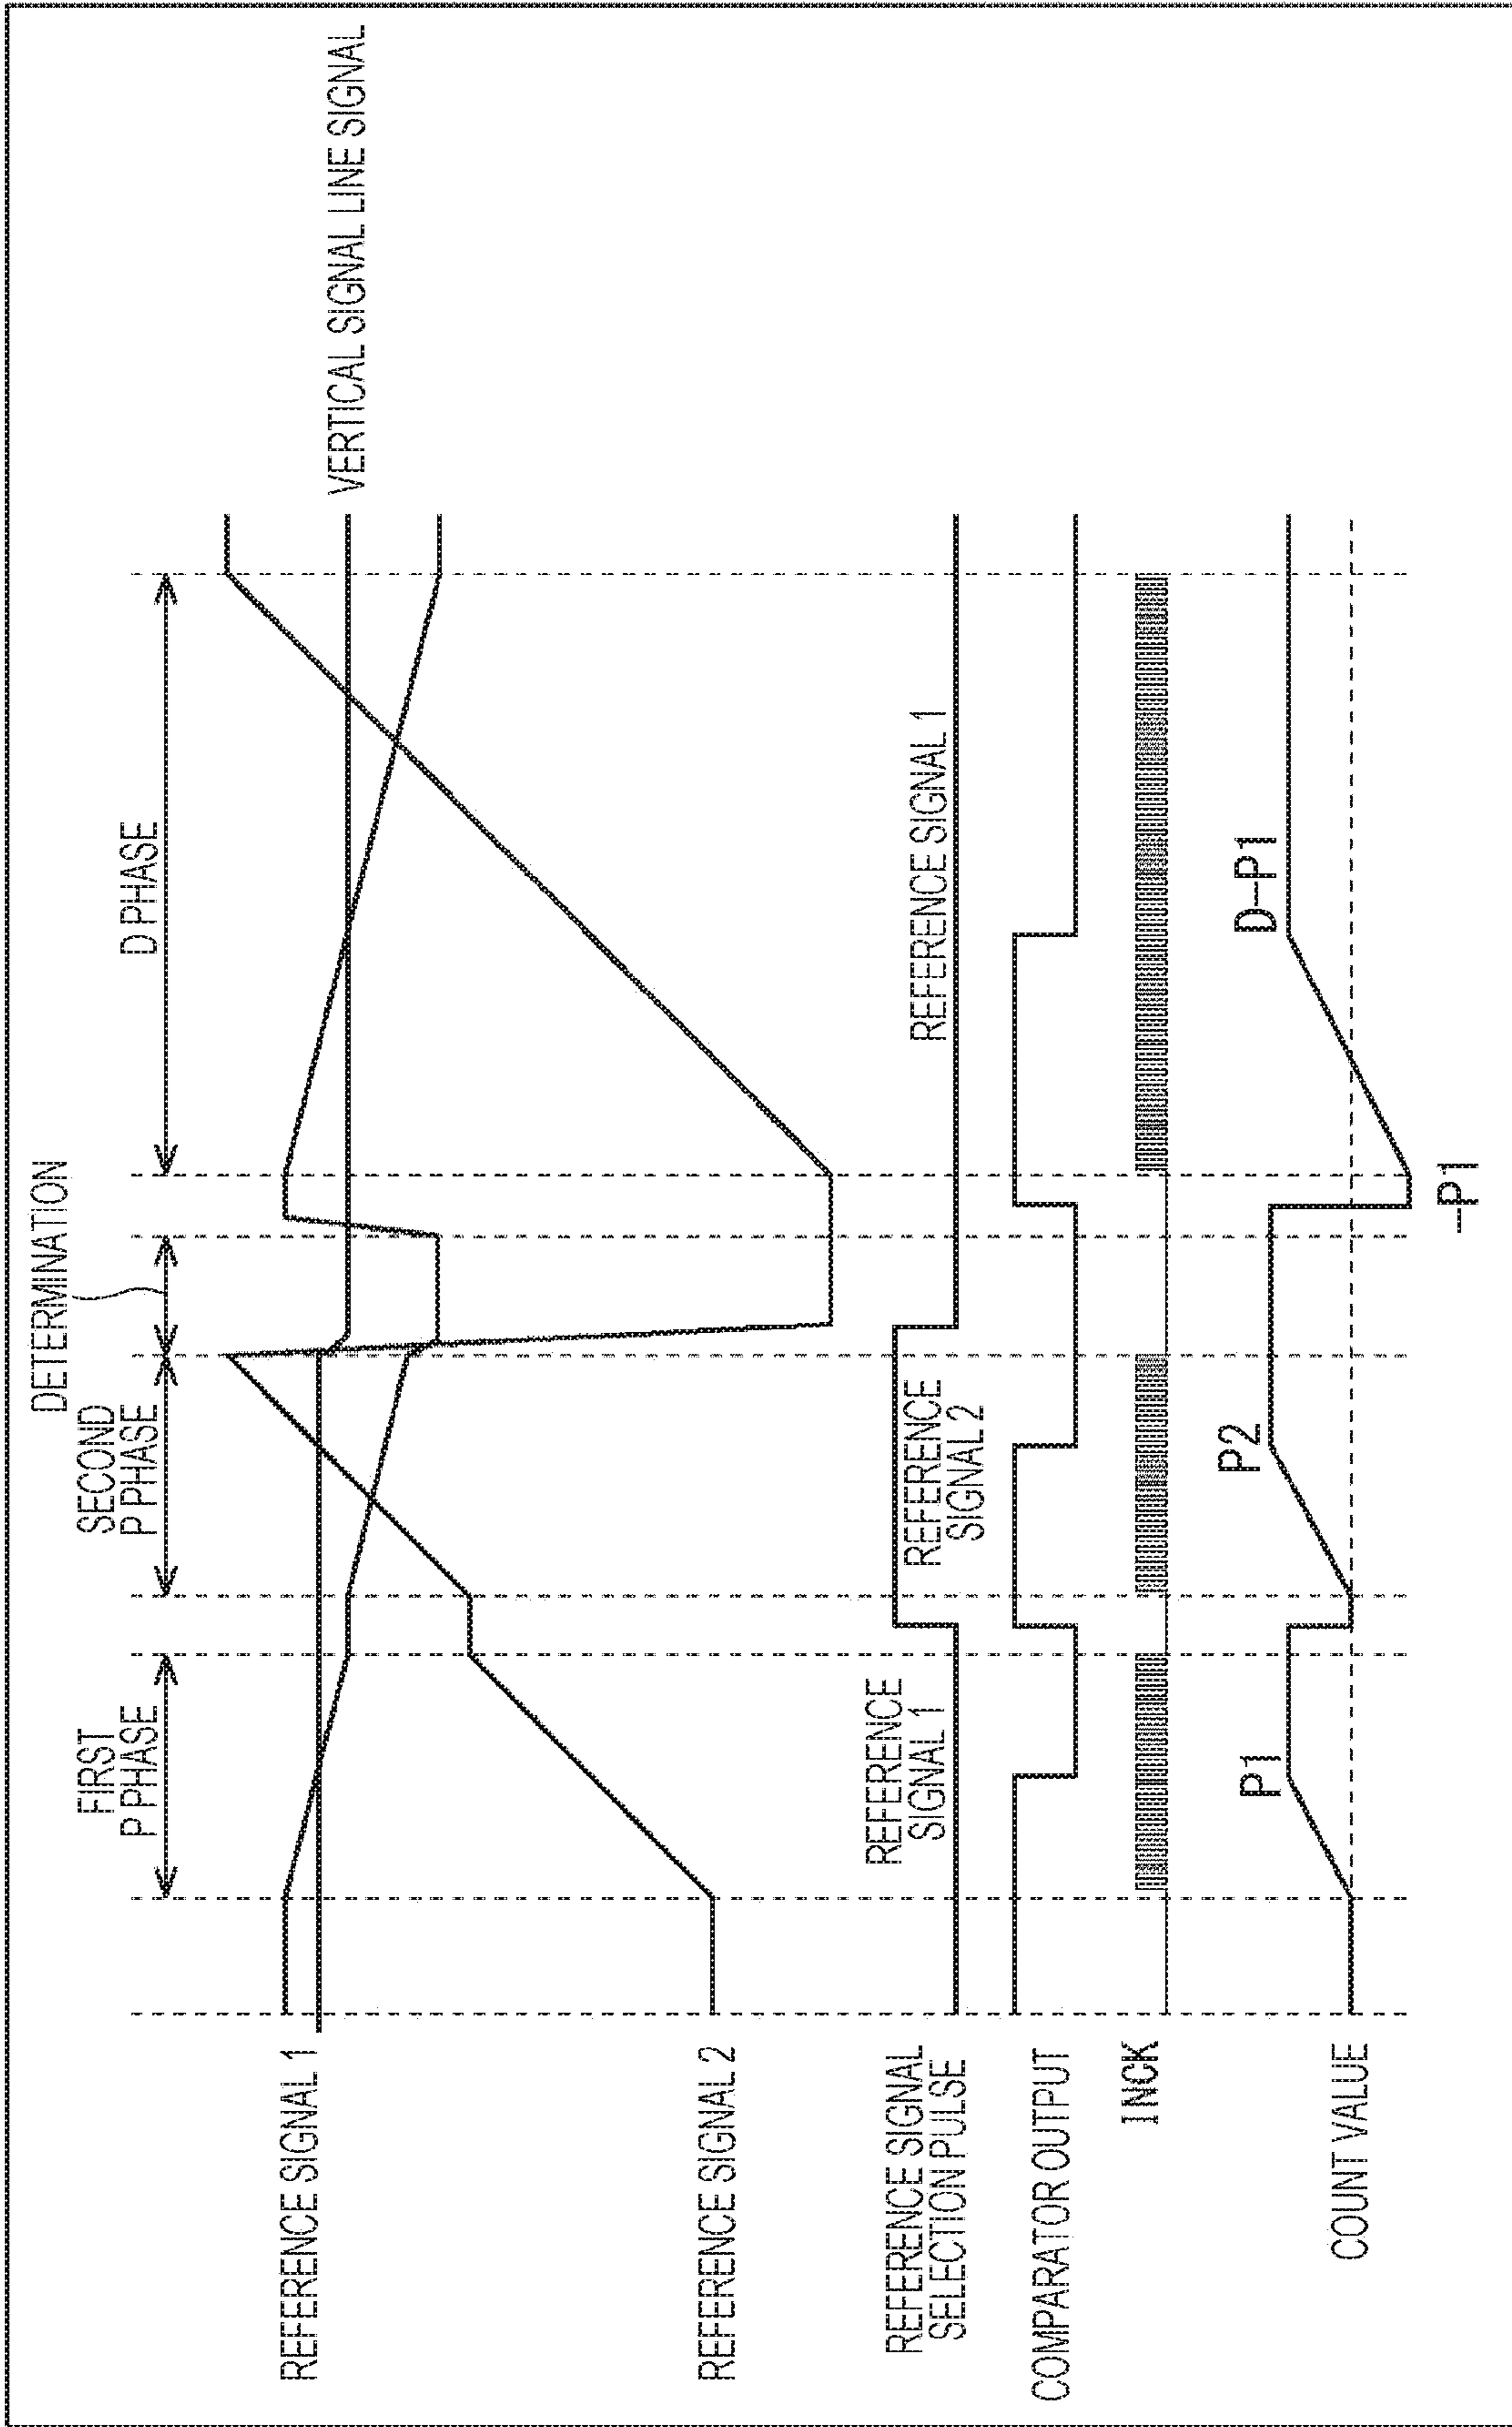 DETERMINATION
FIRST
P PHASE
SECOND
P PHASE
D PHASE
REFERENCE SIGNAL 1
VERTICAL SIGNAL LINE SIGNAL
REFERENCE SIGNAL 2
REFERENCE SIGNAL
SELECTION PULSE
REFERENCE
SIGNAL 1
REFERENCE
SIGNAL 2
REFERENCE SIGNAL 1
COMPARATOR OUTPUT
INCK
COUNT VALUE
P1
P2
D-P1
-P1